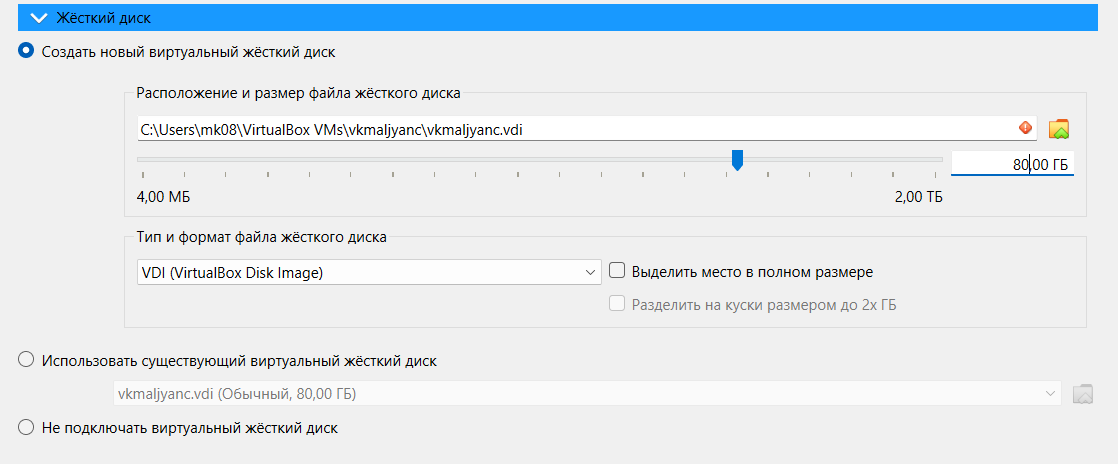 Жёсткий диск
Создать новый виртуальный жёсткий диск
Расположение и размер файла жёсткого диска
C:\Users\mk08\VirtualBox VMs\vkmaljyanc\vkmaljyanc.vdi
80,00 ГБ
4,00 МБ 2,00 ТБ
Тип и формат файла жёсткого диска
VDI (VirtualBox Disk Image) Выделить место в полном размере
Разделить на куски размером до 2х ГБ
Использовать существующий виртуальный жёсткий диск
vkmaljyanc.vdi (Обычный, 80,00 ГБ)
Не подключать виртуальный жёсткий диск